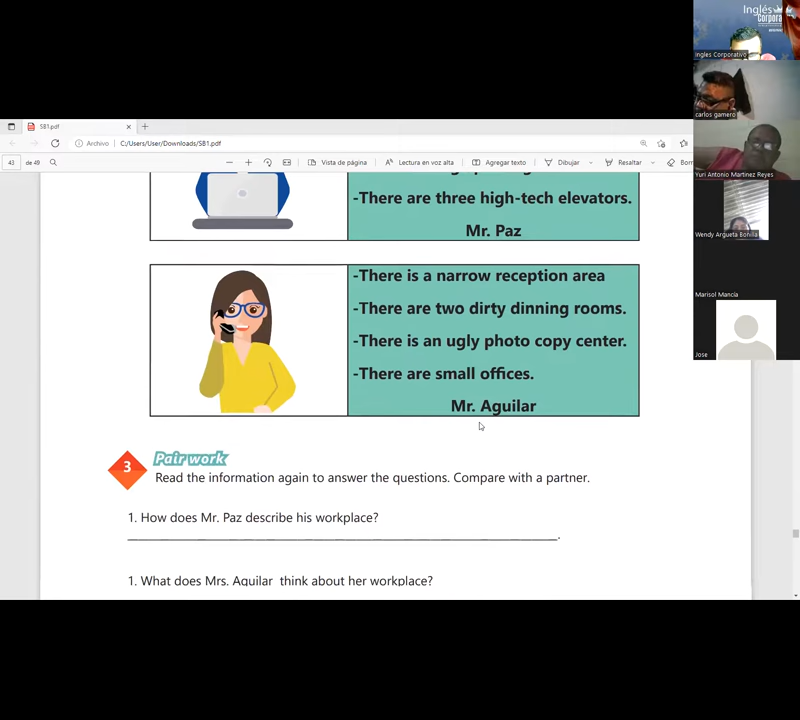 Inglés
Corpora
Ingles Corporativo
carlos gamero
Yuri Antonio Martinez Reyes
Wendy Argueta Bonilla
Marisol Mancía
Jose
SB1.pdf
Archivo
C:/Users/User/Downloads/SB1.pdf
43 de 49
Vista de página
Lectura en voz alta
Agregar texto
Dibujar
Resaltar
Borr
-There are three high-tech elevators.
Mr. Paz
-There is a narrow reception area
-There are two dirty dinning rooms.
-There is an ugly photo copy center.
-There are small offices.
Mr. Aguilar
3
Pair work
Read the information again to answer the questions. Compare with a partner.
1. How does Mr. Paz describe his workplace?
1. What does Mrs. Aguilar think about her workplace?